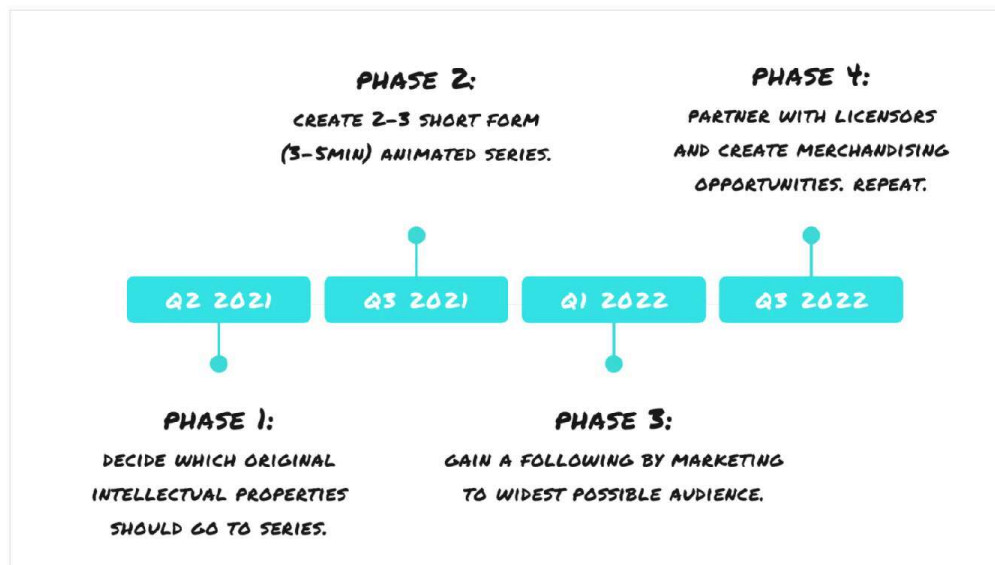 PHASE 2:
CREATE 2-3 SHORT FORM
(3-5MIN) ANIMATED SERIES.
PHASE 4:
PARTNER WITH LICENSORS
AND CREATE MERCHANDISING
OPPORTUNITIES. REPEAT.
Q2 2021
Q3 2021
Q1 2022
Q3 2022
PHASE 1:
DECIDE WHICH ORIGINAL
INTELLECTUAL PROPERTIES
SHOULD GO TO SERIES.
PHASE 3:
GAIN A FOLLOWING BY MARKETING
TO WIDEST POSSIBLE AUDIENCE.